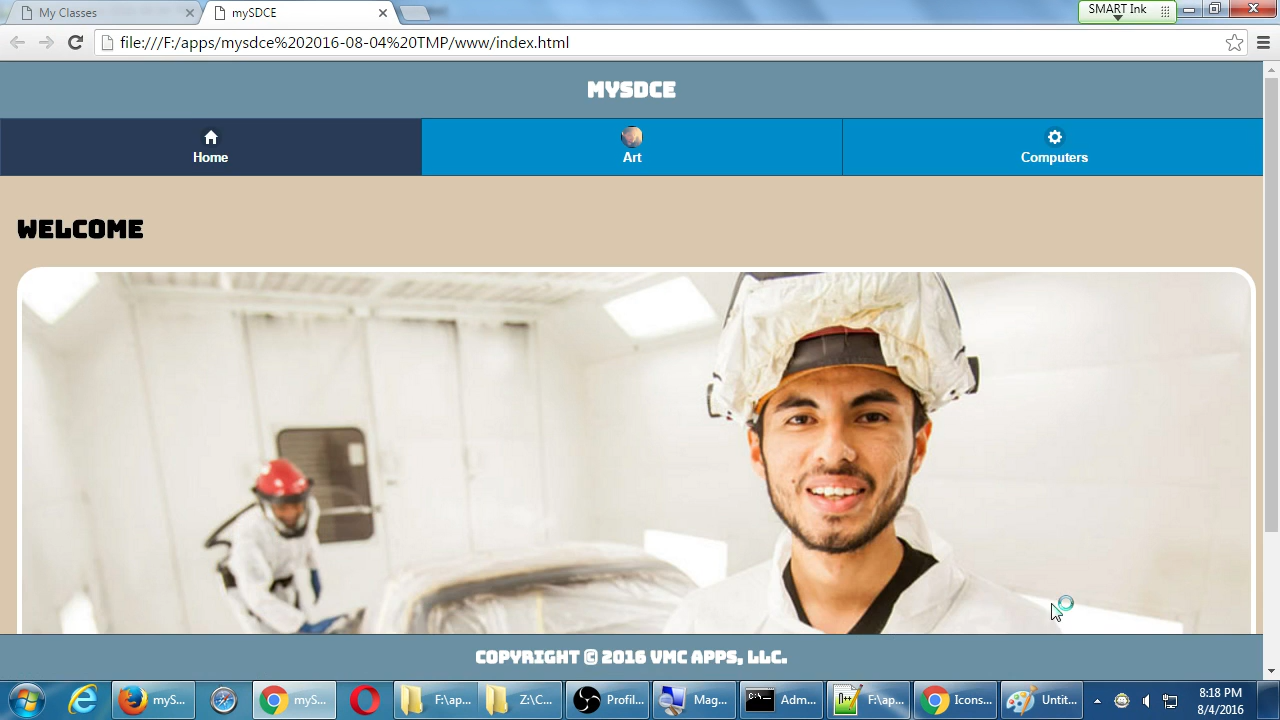 My Classes
mySDCE
SMART Ink
file:///F:/apps/mysdce%202016-08-04%20TMP/www/index.html
MYSDCE
Home
Art
Computers
WELCOME
COPYRIGHT © 2016 VMC APPS, LLC.
myS...
myS...
F:\ap...
Z:\C...
Profil...
Mag...
Adm...
F:\ap...
Icons...
Untit...
8:18 PM
8/4/2016